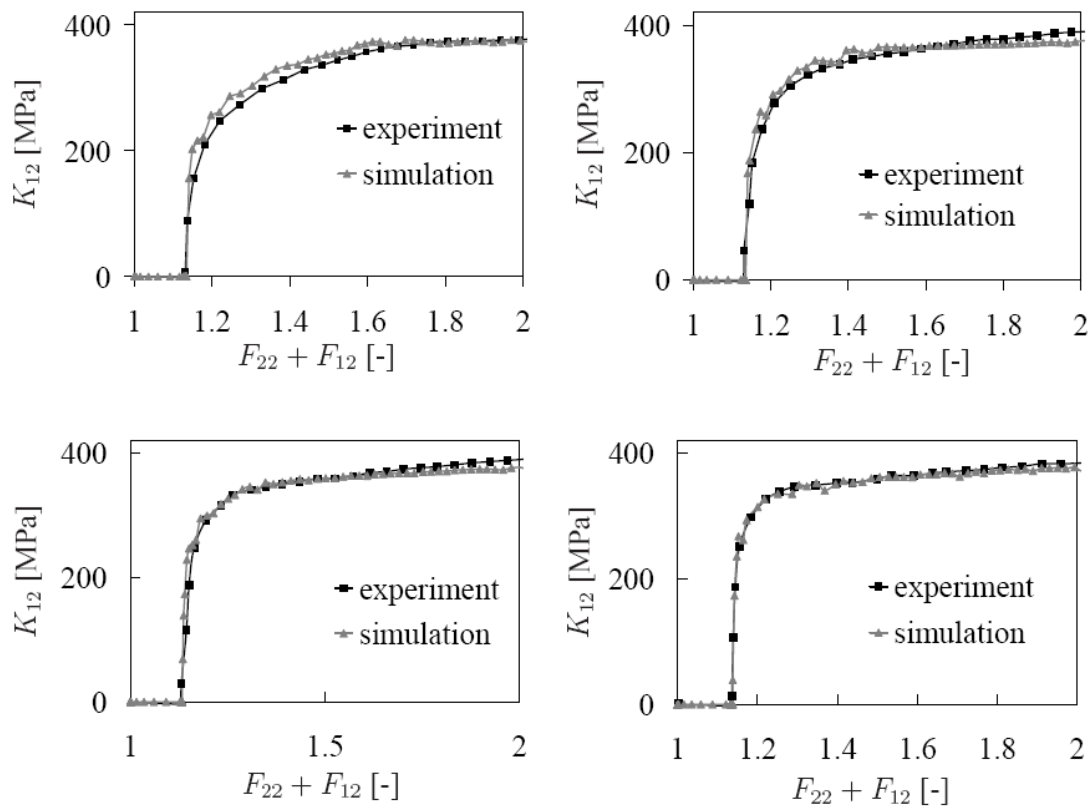 400
200
0
K₁₂ [MPa]
experiment
simulation
1 1.2 1.4 1.6 1.8 2
F₂₂ + F₁₂ [-]
400
200
0
K₁₂ [MPa]
experiment
simulation
1 1.2 1.4 1.6 1.8 2
F₂₂ + F₁₂ [-]
400
200
0
K₁₂ [MPa]
experiment
simulation
1 1.5 2
F₂₂ + F₁₂ [-]
400
200
0
K₁₂ [MPa]
experiment
simulation
1 1.2 1.4 1.6 1.8 2
F₂₂ + F₁₂ [-]